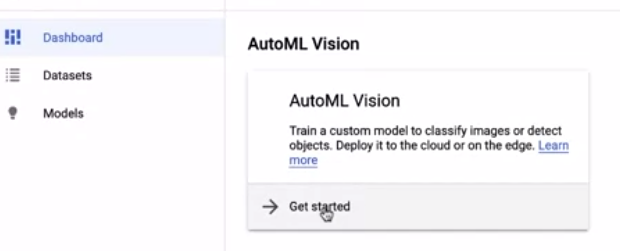 Dashboard
Datasets
Models
AutoML Vision
AutoML Vision
Train a custom model to classify images or detect
objects. Deploy it to the cloud or on the edge. Learn
more
Get started